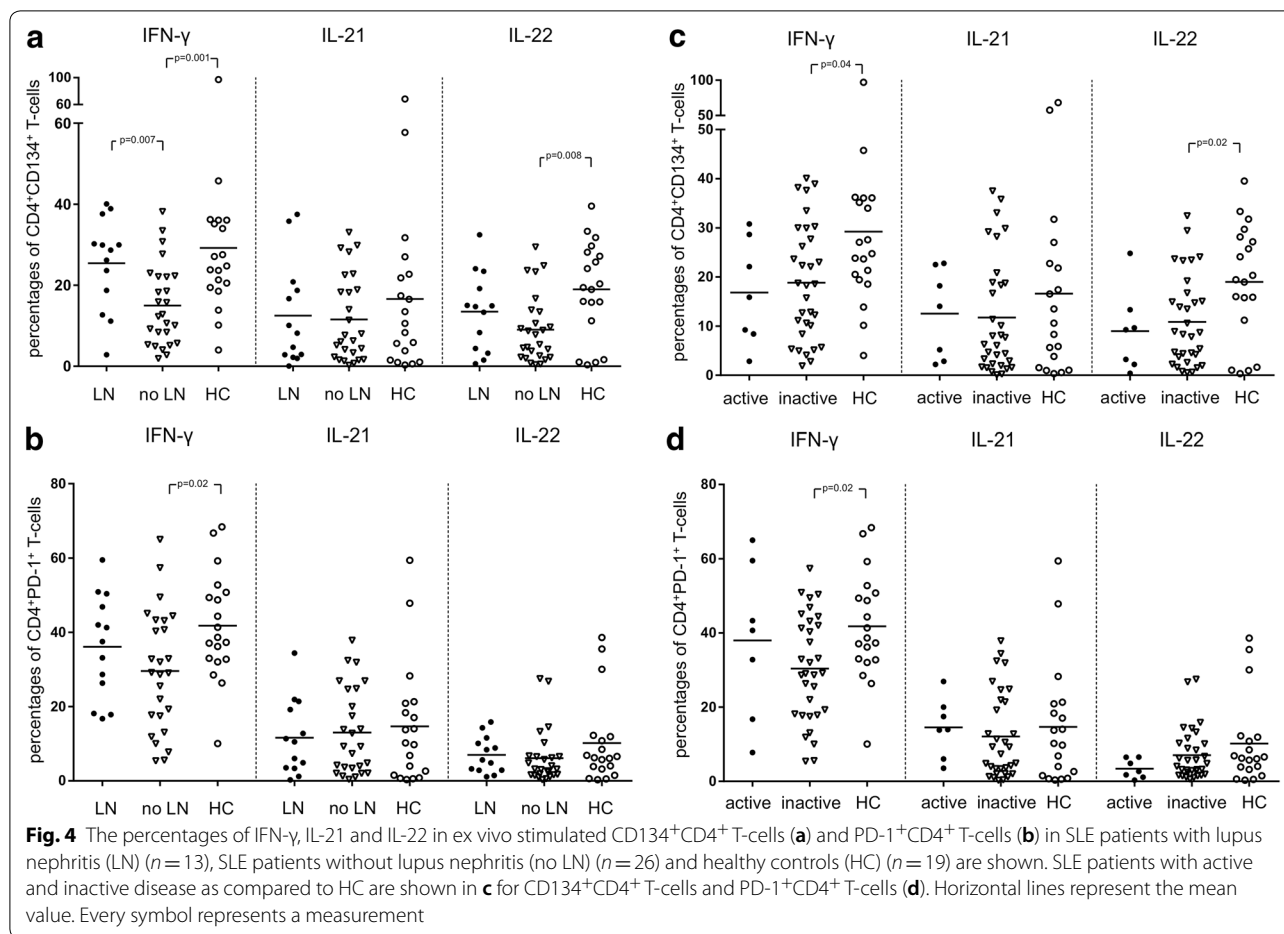 a
IFN-γ IL-21 IL-22
percentages of CD4⁺CD134⁺ T-cells
100
60
60
40
20
0
p=0.007
p=0.001
p=0.008
LN no LN HC LN no LN HC LN no LN HC
c
IFN-γ IL-21 IL-22
percentages of CD4⁺CD134⁺ T-cells
100
50
50
40
30
20
10
0
p=0.04
p=0.02
active inactive HC active inactive HC active inactive HC
b
IFN-γ IL-21 IL-22
percentages of CD4⁺PD-1⁺ T-cells
80
60
40
20
0
p=0.02
LN no LN HC LN no LN HC LN no LN HC
d
IFN-γ IL-21 IL-22
percentages of CD4⁺PD-1⁺ T-cells
80
60
40
20
0
p=0.02
active inactive HC active inactive HC active inactive HC
Fig. 4 The percentages of IFN-γ, IL-21 and IL-22 in ex vivo stimulated CD134⁺CD4⁺ T-cells (a) and PD-1⁺CD4⁺ T-cells (b) in SLE patients with lupus
nephritis (LN) (n = 13), SLE patients without lupus nephritis (no LN) (n = 26) and healthy controls (HC) (n = 19) are shown. SLE patients with active
and inactive disease as compared to HC are shown in c for CD134⁺CD4⁺ T-cells and PD-1⁺CD4⁺ T-cells (d). Horizontal lines represent the mean
value. Every symbol represents a measurement